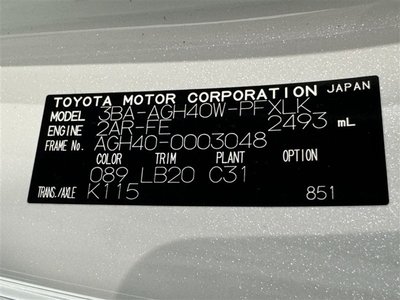 TOYOTA MOTOR CORPORATION JAPAN
MODEL 3BA-AGH40W-PFXLK
ENGINE 2AR-FE 2493 mL
FRAME No. AGH40-0003048
COLOR TRIM PLANT OPTION
089 LB20 C31
TRANS./AXLE K115 851